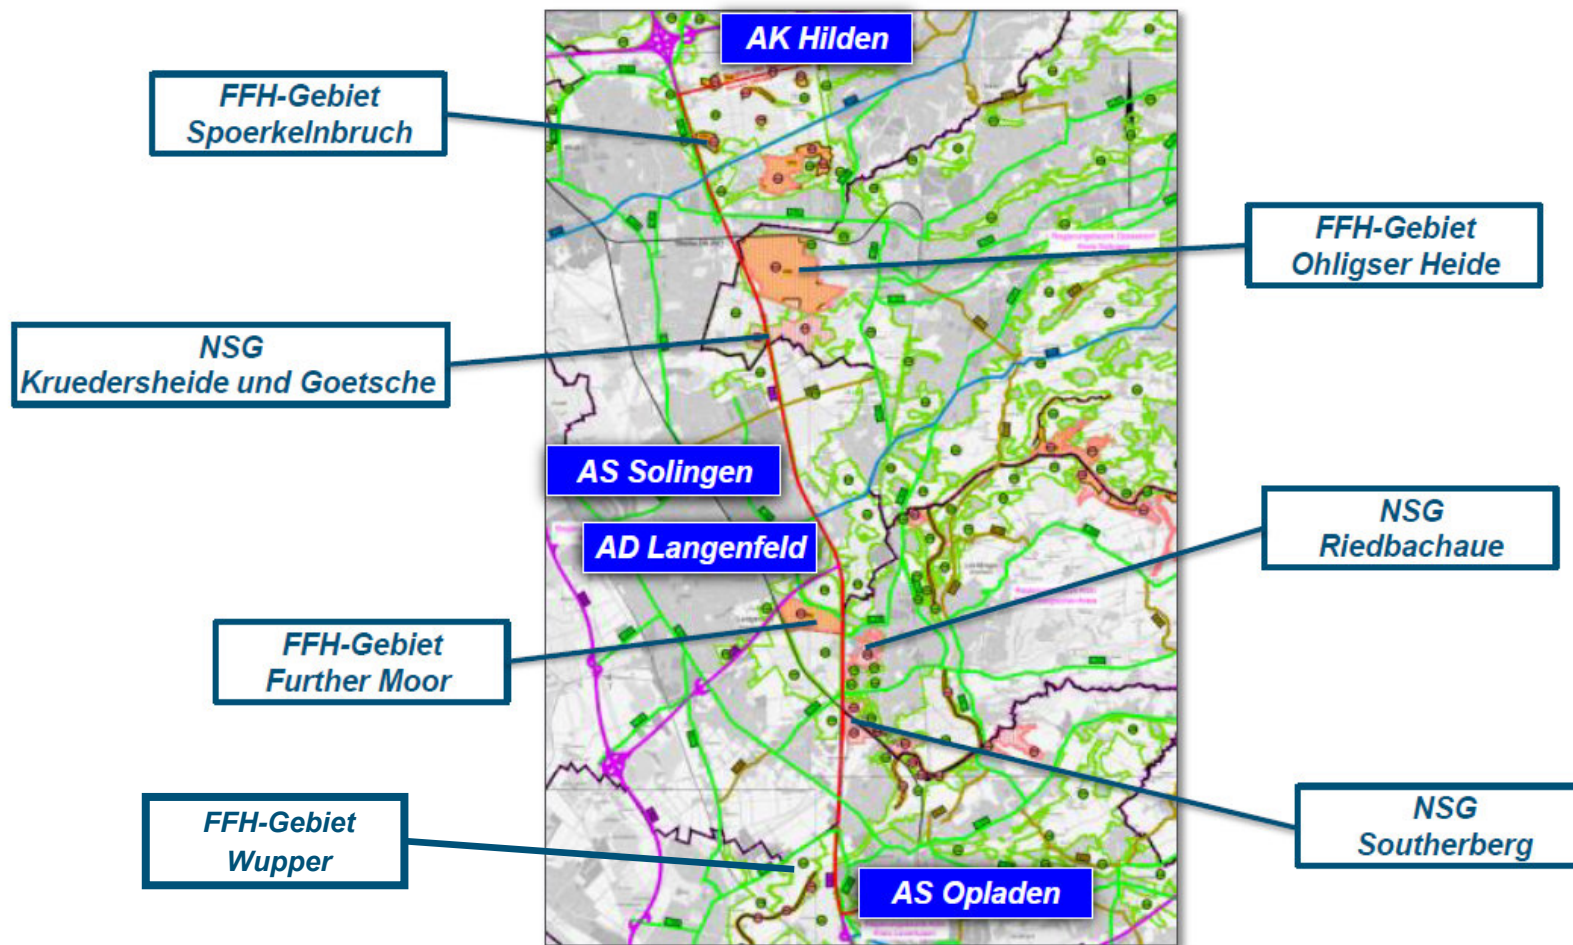 AK Hilden
FFH-Gebiet
Spoerkelnbruch
FFH-Gebiet
Ohligser Heide
NSG
Kruedersheide und Goetsche
AS Solingen
AD Langenfeld
NSG
Riedbachaue
FFH-Gebiet
Further Moor
NSG
Southerberg
FFH-Gebiet
Wupper
AS Opladen